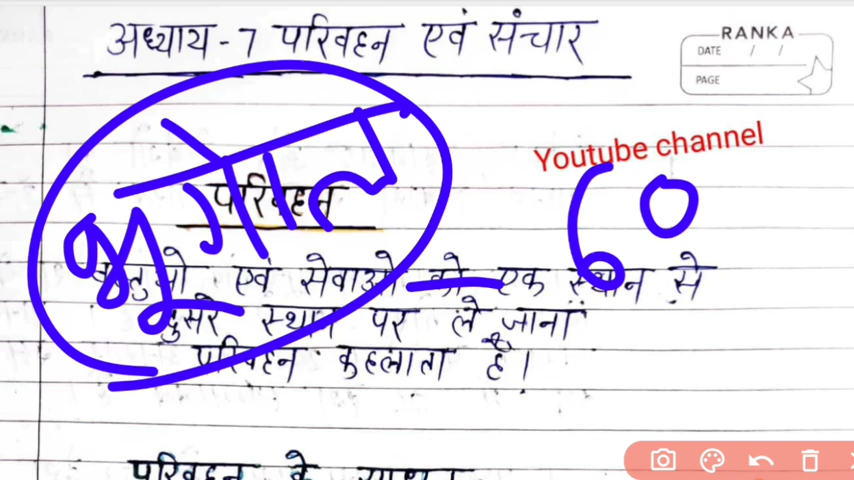 अध्याय-7 परिवहन एवं संचार
RANKA
DATE / /
PAGE
Youtube channel
भूगोल
60
परिवहन
वस्तुओ एवं सेवाओ को एक स्थान से
दुसरे स्थान पर ले जाना
परिवहन कहलाता है।
परिवहन के साधन